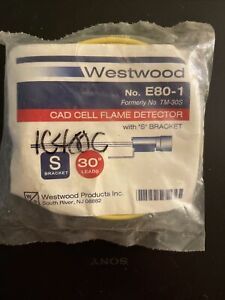 Westwood
No. E80-1
Formerly No. TM-30S
CAD CELL FLAME DETECTOR
with "S" BRACKET
S
BRACKET
30"
LEADS
Westwood Products Inc.
South River, NJ 08882
SONY